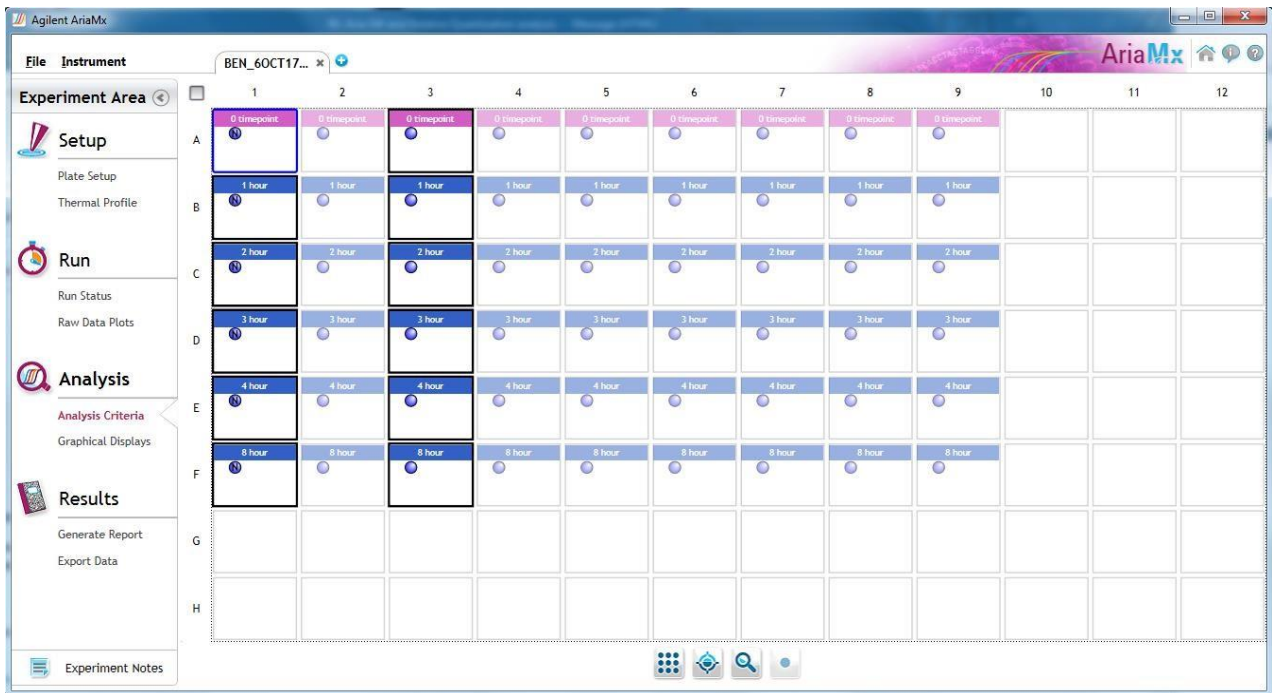 Agilent AriaMx
File Instrument BEN_6OCT17... AriaMx
Experiment Area 1 2 3 4 5 6 7 8 9 10 11 12
Setup
Plate Setup
Thermal Profile
Run
Run Status
Raw Data Plots
Analysis
Analysis Criteria
Graphical Displays
Results
Generate Report
Export Data
Experiment Notes
A 0 timepoint 0 timepoint 0 timepoint 0 timepoint 0 timepoint 0 timepoint 0 timepoint 0 timepoint 0 timepoint
N
B 1 hour 1 hour 1 hour 1 hour 1 hour 1 hour 1 hour 1 hour 1 hour
N
C 2 hour 2 hour 2 hour 2 hour 2 hour 2 hour 2 hour 2 hour 2 hour
N
D 3 hour 3 hour 3 hour 3 hour 3 hour 3 hour 3 hour 3 hour 3 hour
N
E 4 hour 4 hour 4 hour 4 hour 4 hour 4 hour 4 hour 4 hour 4 hour
N
F 8 hour 8 hour 8 hour 8 hour 8 hour 8 hour 8 hour 8 hour 8 hour
N
G
H